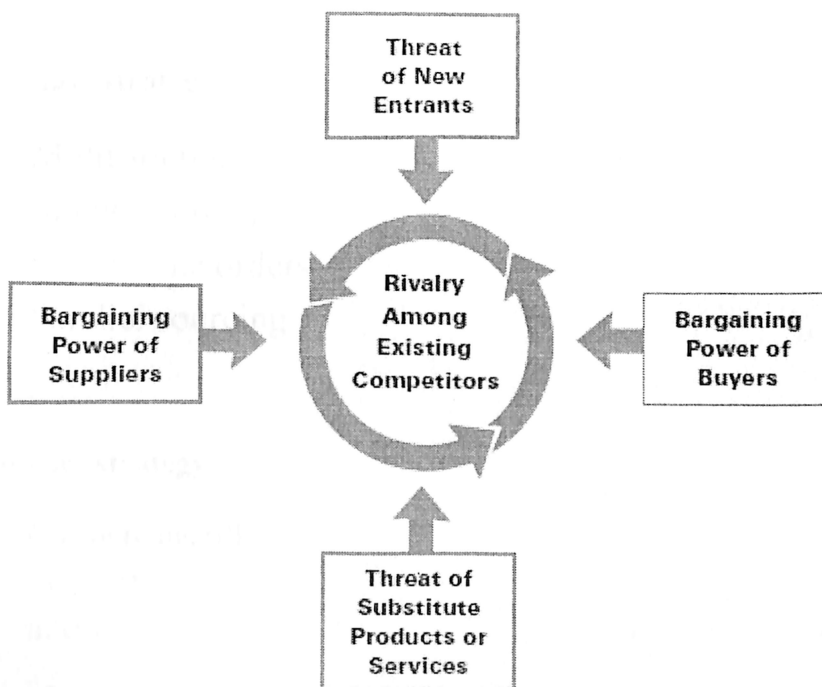 Threat
of New
Entrants
Bargaining
Power of
Suppliers
Rivalry
Among
Existing
Competitors
Bargaining
Power of
Buyers
Threat of
Substitute
Products or
Services